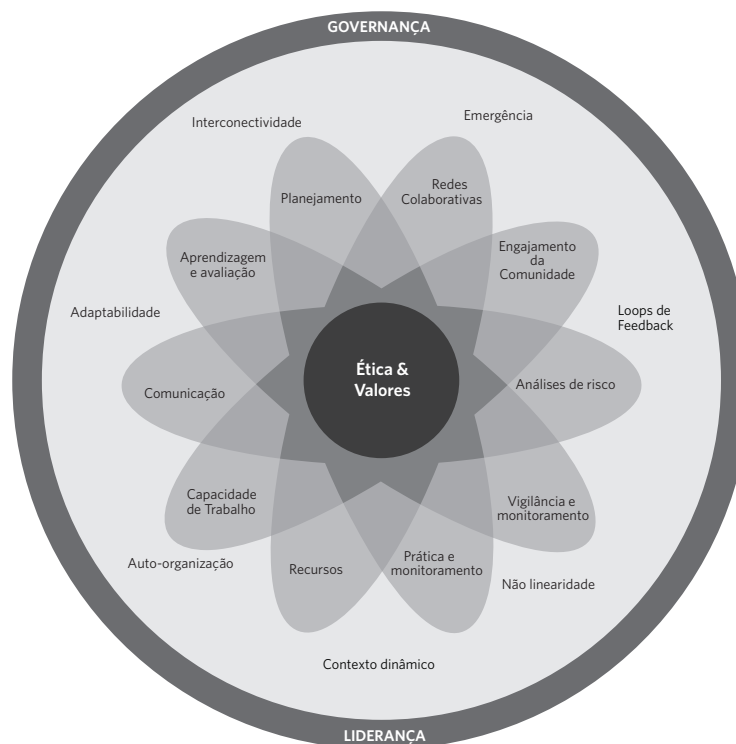 GOVERNANÇA
Emergência
Interconectividade
Redes
Colaborativas
Planejamento
Engajamento
da
Comunidade
Aprendizagem
e avaliação
Adaptabilidade
Loops de
Feedback
Ética &
Valores
Análises de risco
Comunicação
Capacidade
de Trabalho
Vigilância e
monitoramento
Auto-organização
Recursos
Prática e
monitoramento
Não linearidade
Contexto dinâmico
LIDERANÇA